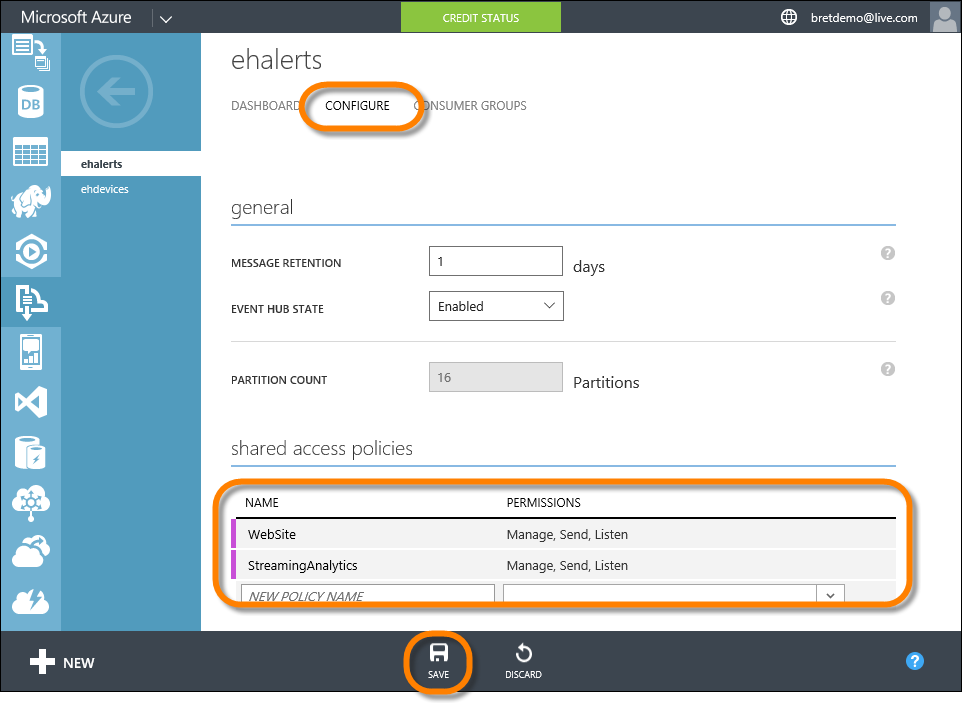 Microsoft Azure
CREDIT STATUS
bretdemo@live.com
DB
ehalerts
ehdevices
ehalerts
DASHBOARD
CONFIGURE
CONSUMER GROUPS
general
MESSAGE RETENTION
1
days
?
EVENT HUB STATE
Enabled
?
PARTITION COUNT
16
Partitions
?
shared access policies
NAME
PERMISSIONS
WebSite
Manage, Send, Listen
StreamingAnalytics
Manage, Send, Listen
NEW POLICY NAME
NEW
SAVE
DISCARD
?